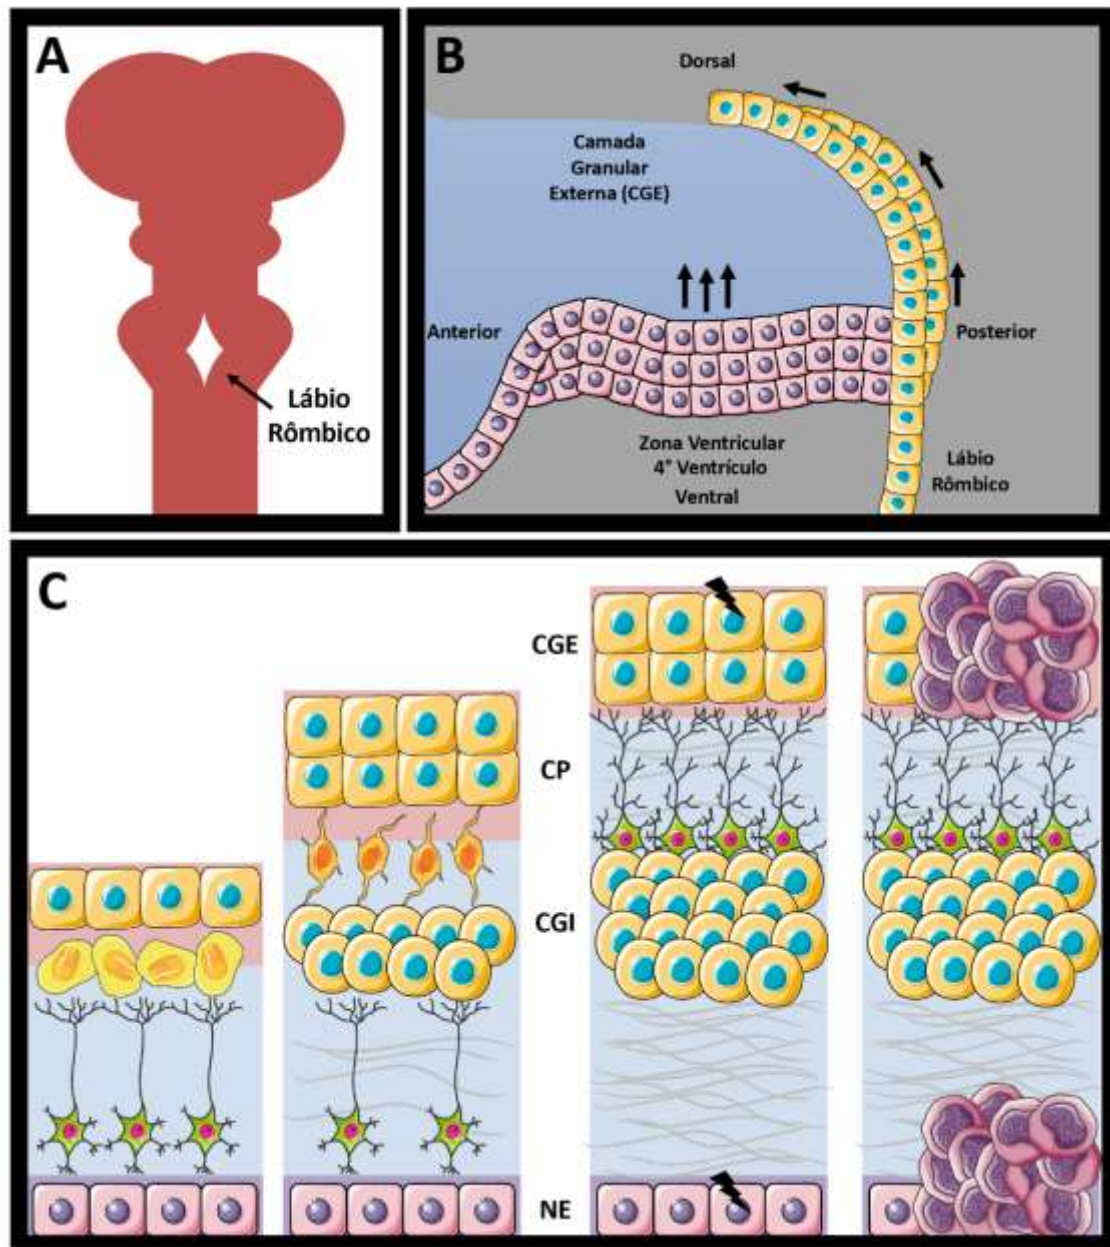 A
Lábio
Rômbico
B
Dorsal
Camada
Granular
Externa (CGE)
Anterior
Posterior
Zona Ventricular
4° Ventrículo
Ventral
Lábio
Rômbico
C
CGE
CP
CGI
NE